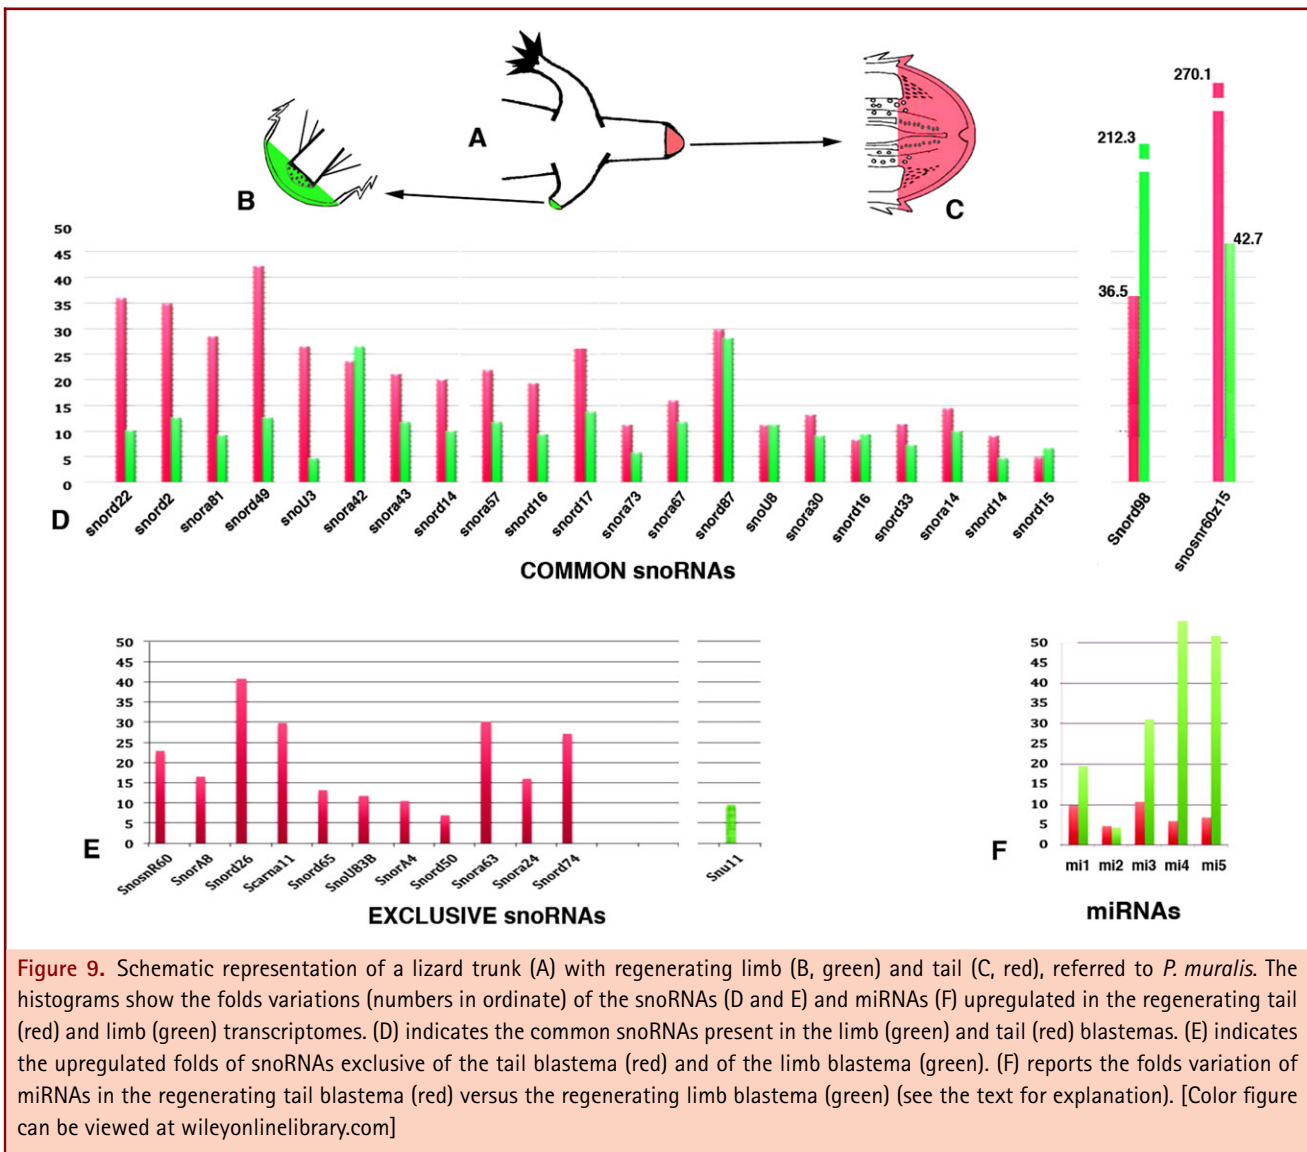 A
B
C
270.1
212.3
36.5
42.7
50
45
40
35
30
25
20
15
10
5
0
D
snord22 snord2 snora81 snord49 snoU3 snora42 snora43 snord14 snora57 snord16 snord17 snora73 snora67 snord87 snoU8 snora30 snord16 snord33 snora14 snord14 snord15 Snord98 snosnr60z15
COMMON snoRNAs
50
45
40
35
30
25
20
15
10
5
0
E
SnosnR60 SnorA8 Snord26 Scarna11 Snord65 SnoU83B SnorA4 Snord50 Snora63 Snora24 Snord74 Snu11
EXCLUSIVE snoRNAs
50
45
40
35
30
25
20
15
10
5
0
F
mi1 mi2 mi3 mi4 mi5
miRNAs
Figure 9. Schematic representation of a lizard trunk (A) with regenerating limb (B, green) and tail (C, red), referred to P. muralis. The
histograms show the folds variations (numbers in ordinate) of the snoRNAs (D and E) and miRNAs (F) upregulated in the regenerating tail
(red) and limb (green) transcriptomes. (D) indicates the common snoRNAs present in the limb (green) and tail (red) blastemas. (E) indicates
the upregulated folds of snoRNAs exclusive of the tail blastema (red) and of the limb blastema (green). (F) reports the folds variation of
miRNAs in the regenerating tail blastema (red) versus the regenerating limb blastema (green) (see the text for explanation). [Color figure
can be viewed at wileyonlinelibrary.com]